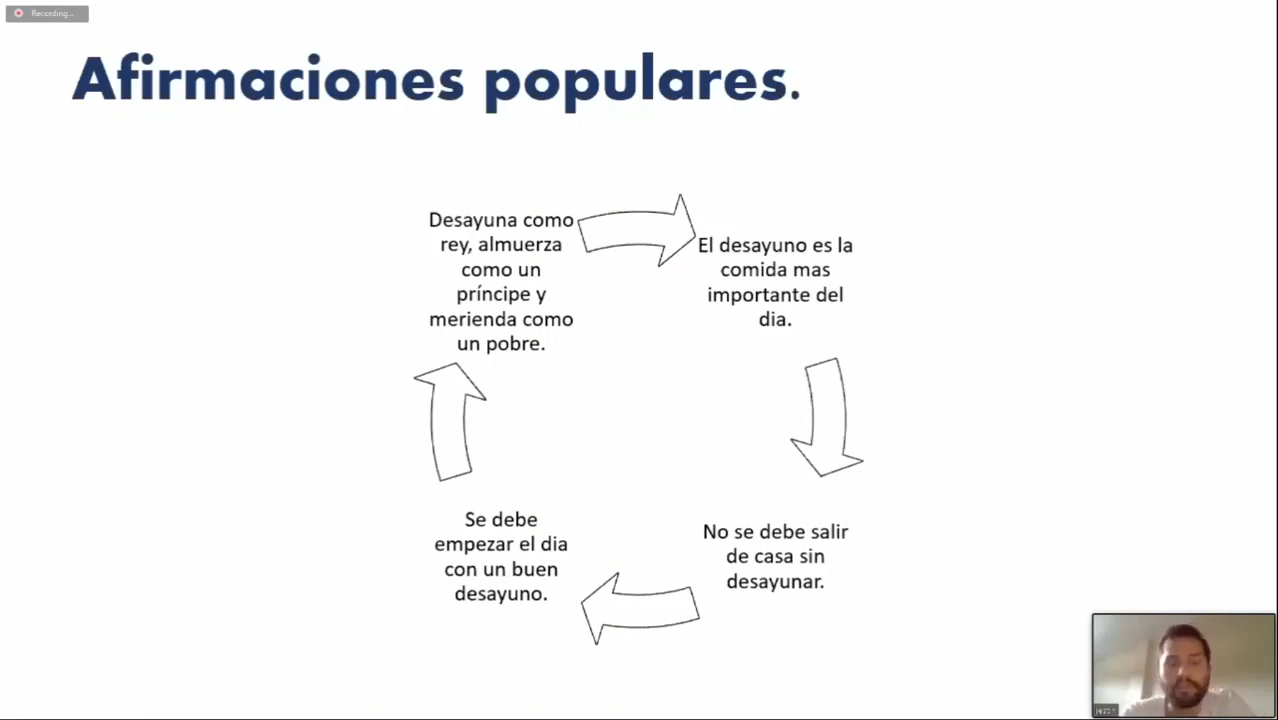 Recording...
Afirmaciones populares.
Desayuna como
rey, almuerza
como un
príncipe y
merienda como
un pobre.
El desayuno es la
comida mas
importante del
dia.
No se debe salir
de casa sin
desayunar.
Se debe
empezar el dia
con un buen
desayuno.